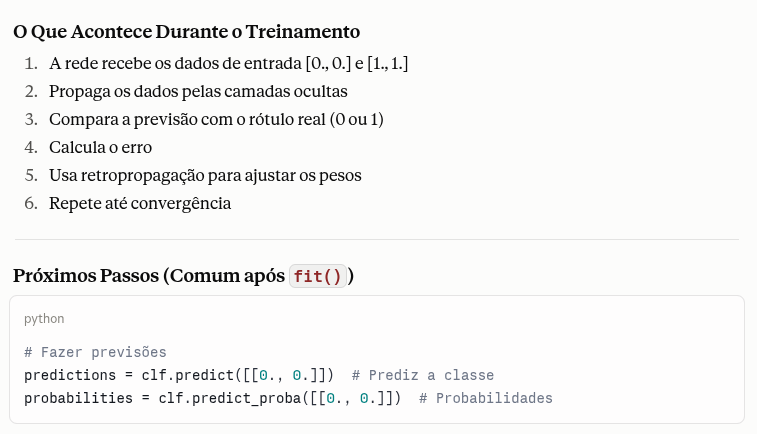 O Que Acontece Durante o Treinamento
1. A rede recebe os dados de entrada [0., 0.] e [1., 1.]
2. Propaga os dados pelas camadas ocultas
3. Compara a previsão com o rótulo real (0 ou 1)
4. Calcula o erro
5. Usa retropropagação para ajustar os pesos
6. Repete até convergência
Próximos Passos (Comum após fit())
python
# Fazer previsões
predictions = clf.predict([[0., 0.]])  # Prediz a classe
probabilities = clf.predict_proba([[0., 0.]])  # Probabilidades